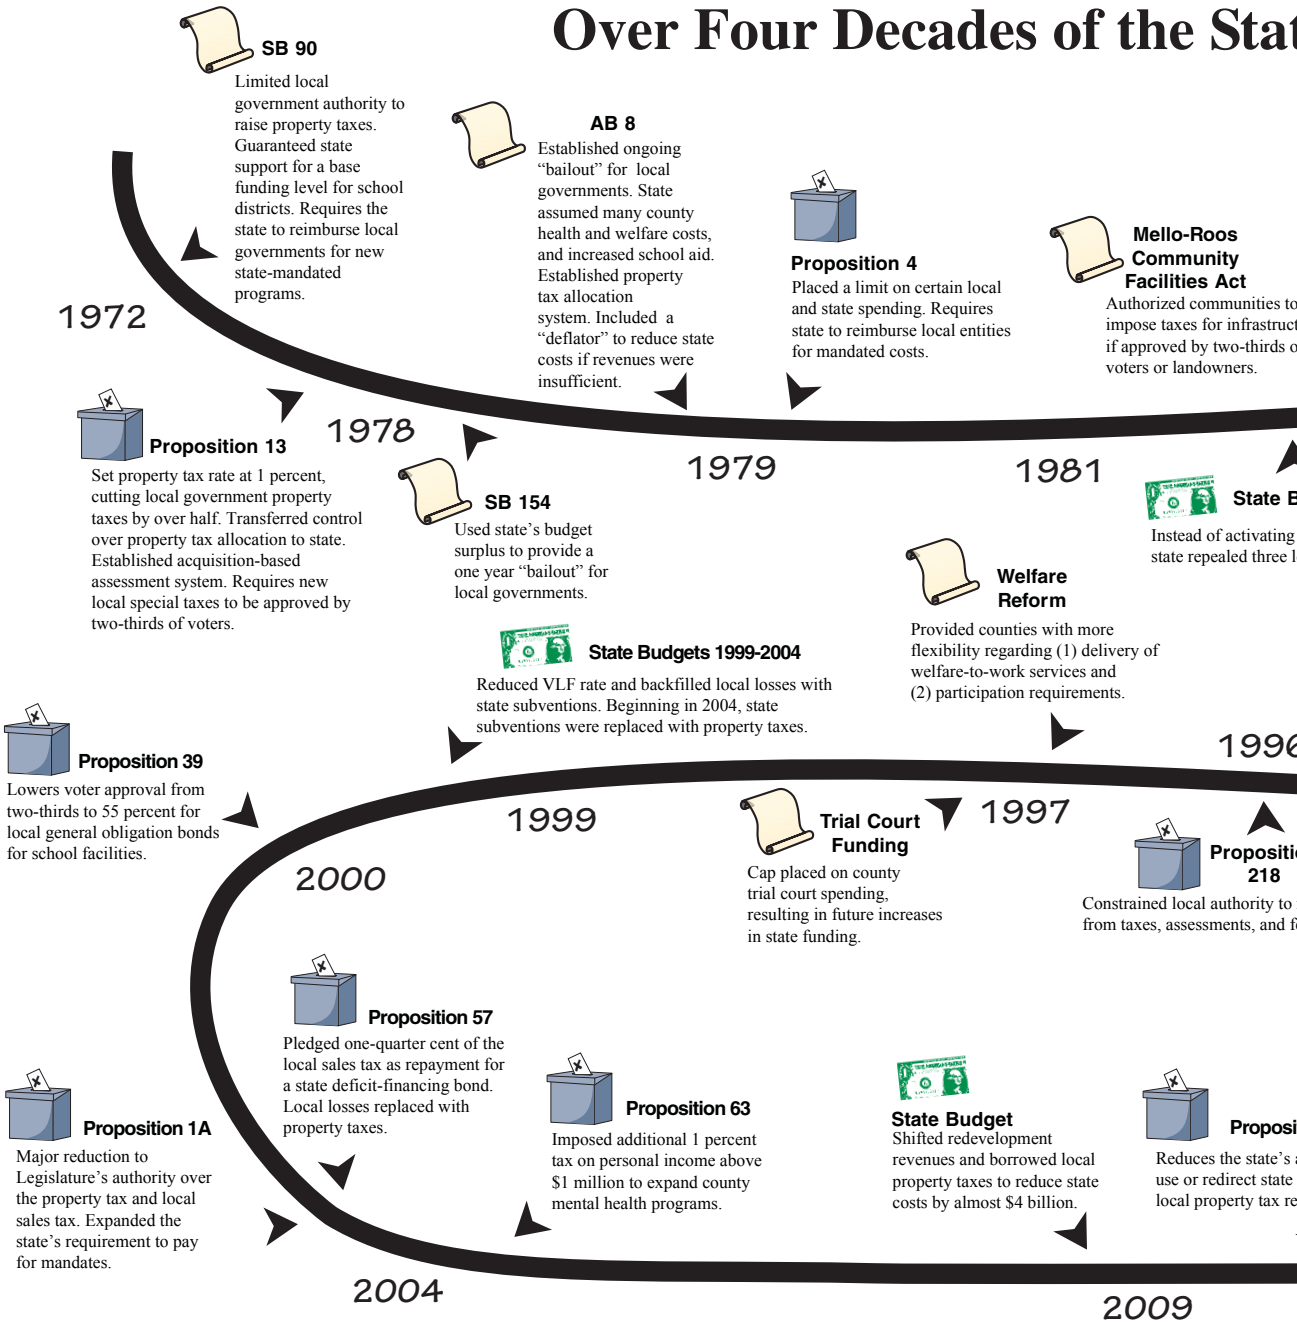 Over Four Decades of the Stat
SB 90
Limited local
government authority to
raise property taxes.
Guaranteed state
support for a base
funding level for school
districts. Requires the
state to reimburse local
governments for new
state-mandated
programs.
AB 8
Established ongoing
“bailout” for local
governments. State
assumed many county
health and welfare costs,
and increased school aid.
Established property
tax allocation
system. Included a
“deflator” to reduce state
costs if revenues were
insufficient.
Proposition 4
Placed a limit on certain local
and state spending. Requires
state to reimburse local entities
for mandated costs.
Mello-Roos
Community
Facilities Act
Authorized communities to
impose taxes for infrastruct
if approved by two-thirds o
voters or landowners.
1972
1978
1979
1981
Proposition 13
Set property tax rate at 1 percent,
cutting local government property
taxes by over half. Transferred control
over property tax allocation to state.
Established acquisition-based
assessment system. Requires new
local special taxes to be approved by
two-thirds of voters.
SB 154
Used state’s budget
surplus to provide a
one year “bailout” for
local governments.
State B
Instead of activating
state repealed three l
Welfare
Reform
Provided counties with more
flexibility regarding (1) delivery of
welfare-to-work services and
(2) participation requirements.
State Budgets 1999-2004
Reduced VLF rate and backfilled local losses with
state subventions. Beginning in 2004, state
subventions were replaced with property taxes.
Proposition 39
Lowers voter approval from
two-thirds to 55 percent for
local general obligation bonds
for school facilities.
1996
1997
1999
2000
Trial Court
Funding
Cap placed on county
trial court spending,
resulting in future increases
in state funding.
Propositi
218
Constrained local authority to
from taxes, assessments, and f
Proposition 57
Pledged one-quarter cent of the
local sales tax as repayment for
a state deficit-financing bond.
Local losses replaced with
property taxes.
Proposition 1A
Major reduction to
Legislature’s authority over
the property tax and local
sales tax. Expanded the
state’s requirement to pay
for mandates.
Proposition 63
Imposed additional 1 percent
tax on personal income above
$1 million to expand county
mental health programs.
State Budget
Shifted redevelopment
revenues and borrowed local
property taxes to reduce state
costs by almost $4 billion.
Proposi
Reduces the state’s a
use or redirect state
local property tax re
2004
2009